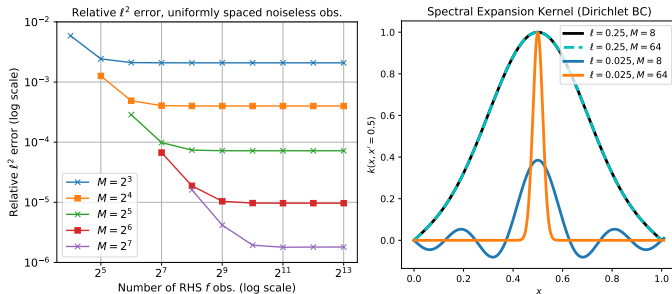 Relative ℓ² error, uniformly spaced noiseless obs.
Relative ℓ² error (log scale)
10⁻²
10⁻³
10⁻⁴
10⁻⁵
10⁻⁶
M = 2³
M = 2⁴
M = 2⁵
M = 2⁶
M = 2⁷
2⁵
2⁷
2⁹
2¹¹
2¹³
Number of RHS f obs. (log scale)
Spectral Expansion Kernel (Dirichlet BC)
k(x, x′ = 0.5)
1.0
0.8
0.6
0.4
0.2
0.0
ℓ = 0.25, M = 8
ℓ = 0.25, M = 64
ℓ = 0.025, M = 8
ℓ = 0.025, M = 64
0.0
0.2
0.4
0.6
0.8
1.0
x